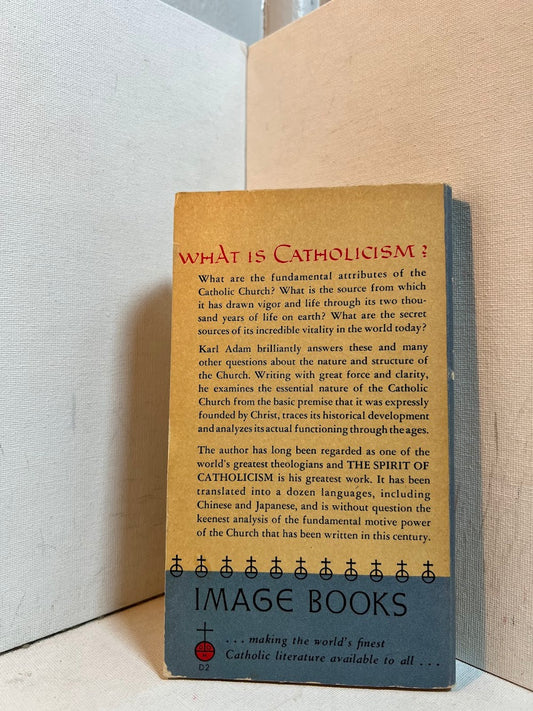 WHAT IS CATHOLICISM?
What are the fundamental attributes of the
Catholic Church? What is the source from which
it has drawn vigor and life through its two thou-
sand years of life on earth? What are the secret
sources of its incredible vitality in the world today?
Karl Adam brilliantly answers these and many
other questions about the nature and structure of
the Church. Writing with great force and clarity,
he examines the essential nature of the Catholic
Church from the basic premise that it was expressly
founded by Christ, traces its historical development
and analyzes its actual functioning through the ages.
The author has long been regarded as one of the
world's greatest theologians and THE SPIRIT OF
CATHOLICISM is his greatest work. It has been
translated into a dozen languages, including
Chinese and Japanese, and is without question the
keenest analysis of the fundamental motive power
of the Church that has been written in this century.
IMAGE BOOKS
. . . making the world's finest
Catholic literature available to all . . .
D2